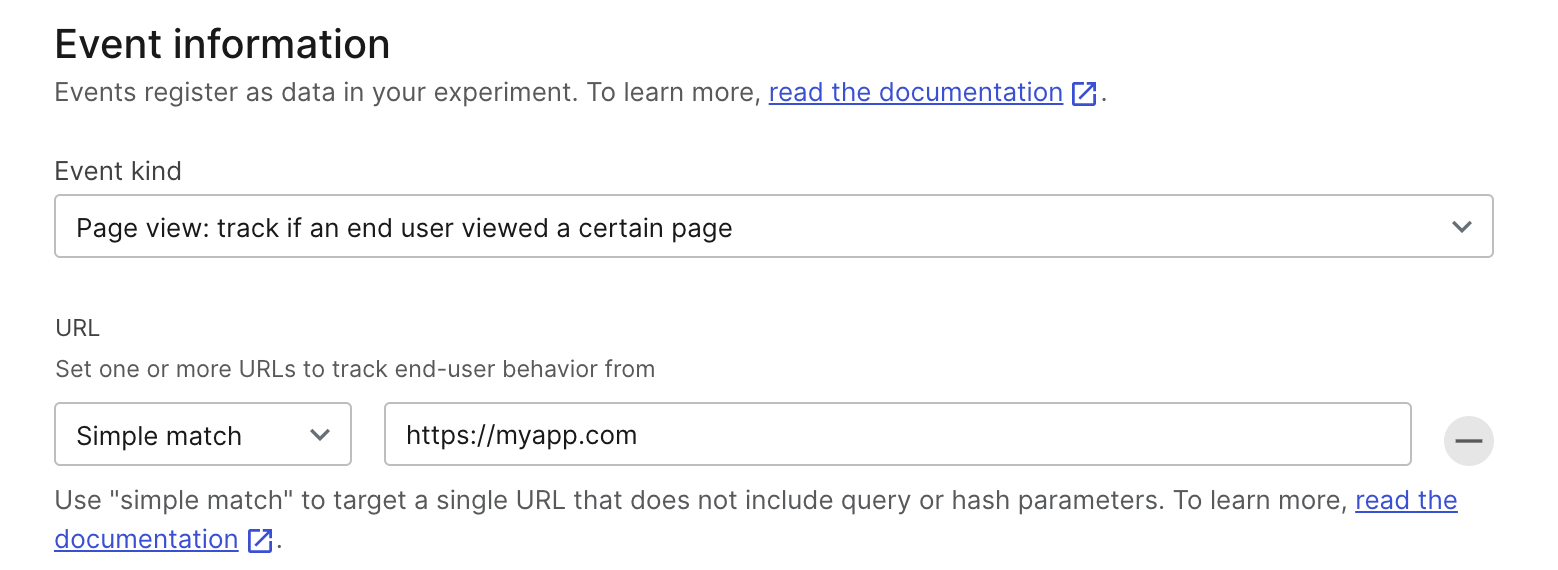 Event information
Events register as data in your experiment. To learn more, read the documentation.
Event kind
Page view: track if an end user viewed a certain page
URL
Set one or more URLs to track end-user behavior from
Simple match
https://myapp.com
Use "simple match" to target a single URL that does not include query or hash parameters. To learn more, read the
documentation.